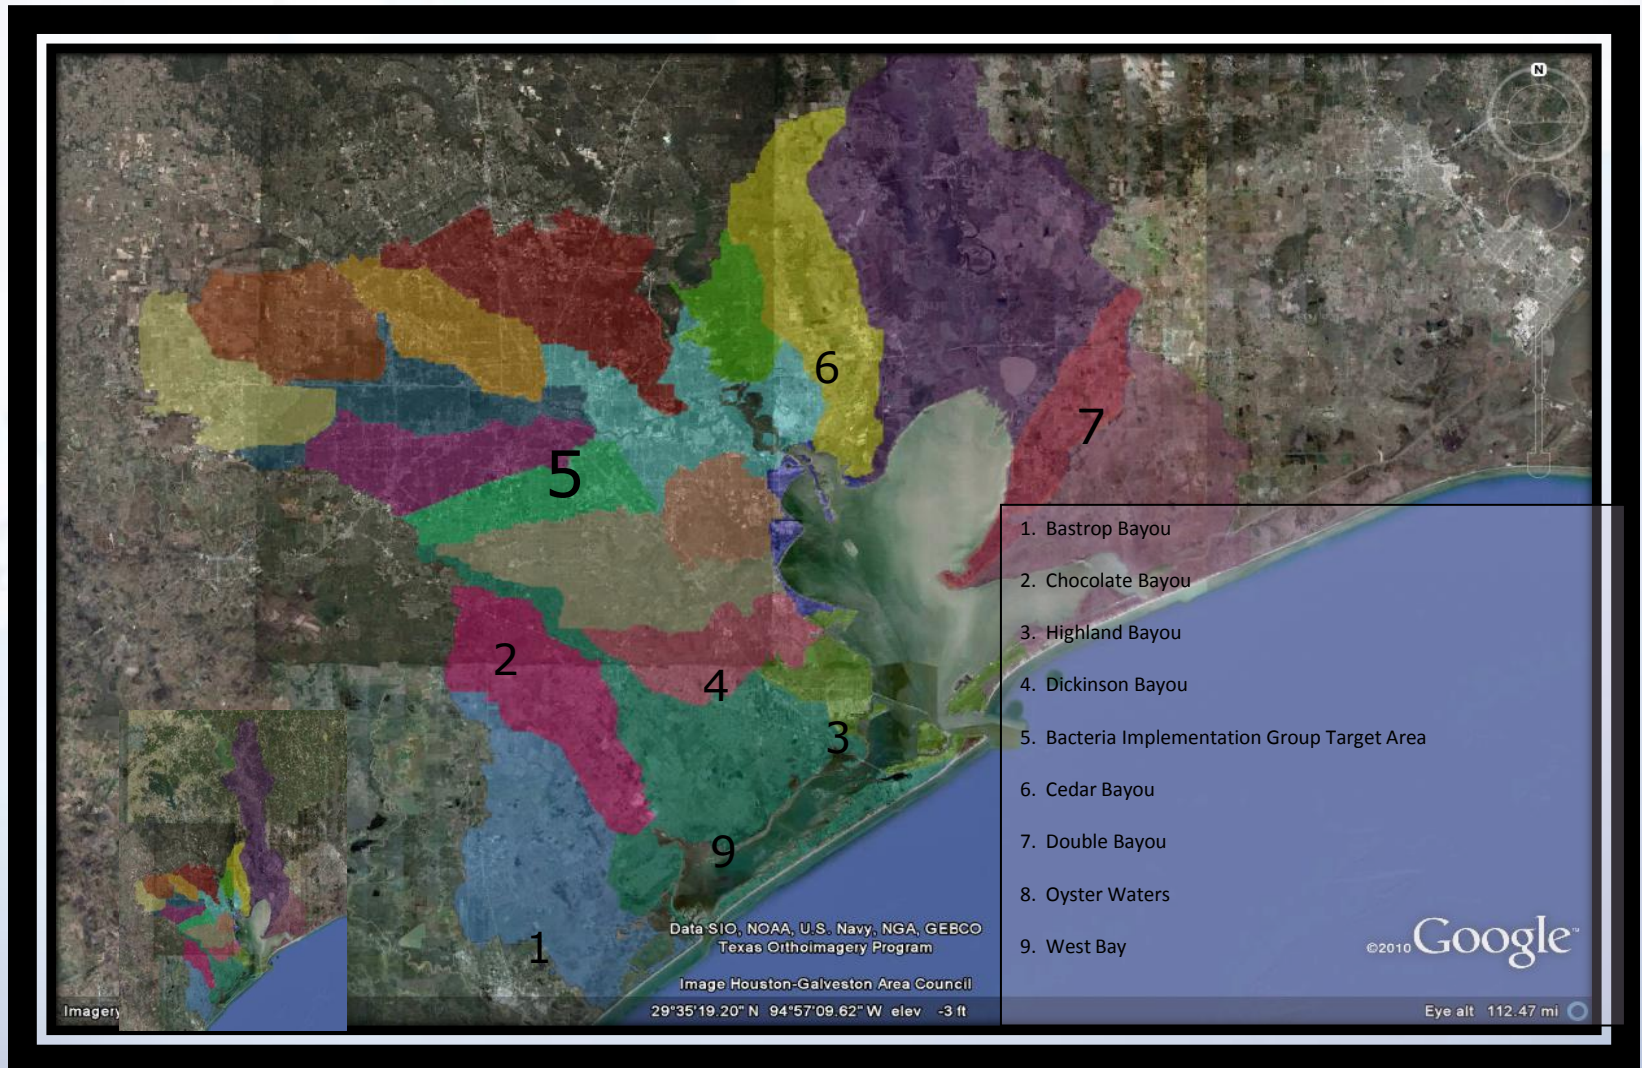 N
6
7
5
2
4
3
9
1
1. Bastrop Bayou
2. Chocolate Bayou
3. Highland Bayou
4. Dickinson Bayou
5. Bacteria Implementation Group Target Area
6. Cedar Bayou
7. Double Bayou
8. Oyster Waters
9. West Bay
Data SIO, NOAA, U.S. Navy, NGA, GEBCO
Texas Orthoimagery Program
Image Houston-Galveston Area Council
©2010 Google™
Imagery
29°35'19.20" N 94°57'09.62" W elev -3 ft
Eye alt 112.47 mi